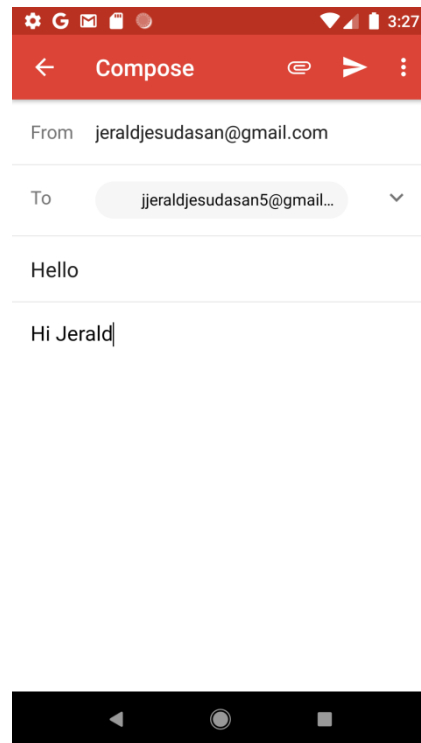 G 3:27
Compose
From jeraldjesudasan@gmail.com
To jjeraldjesudasan5@gmail...
Hello
Hi Jerald